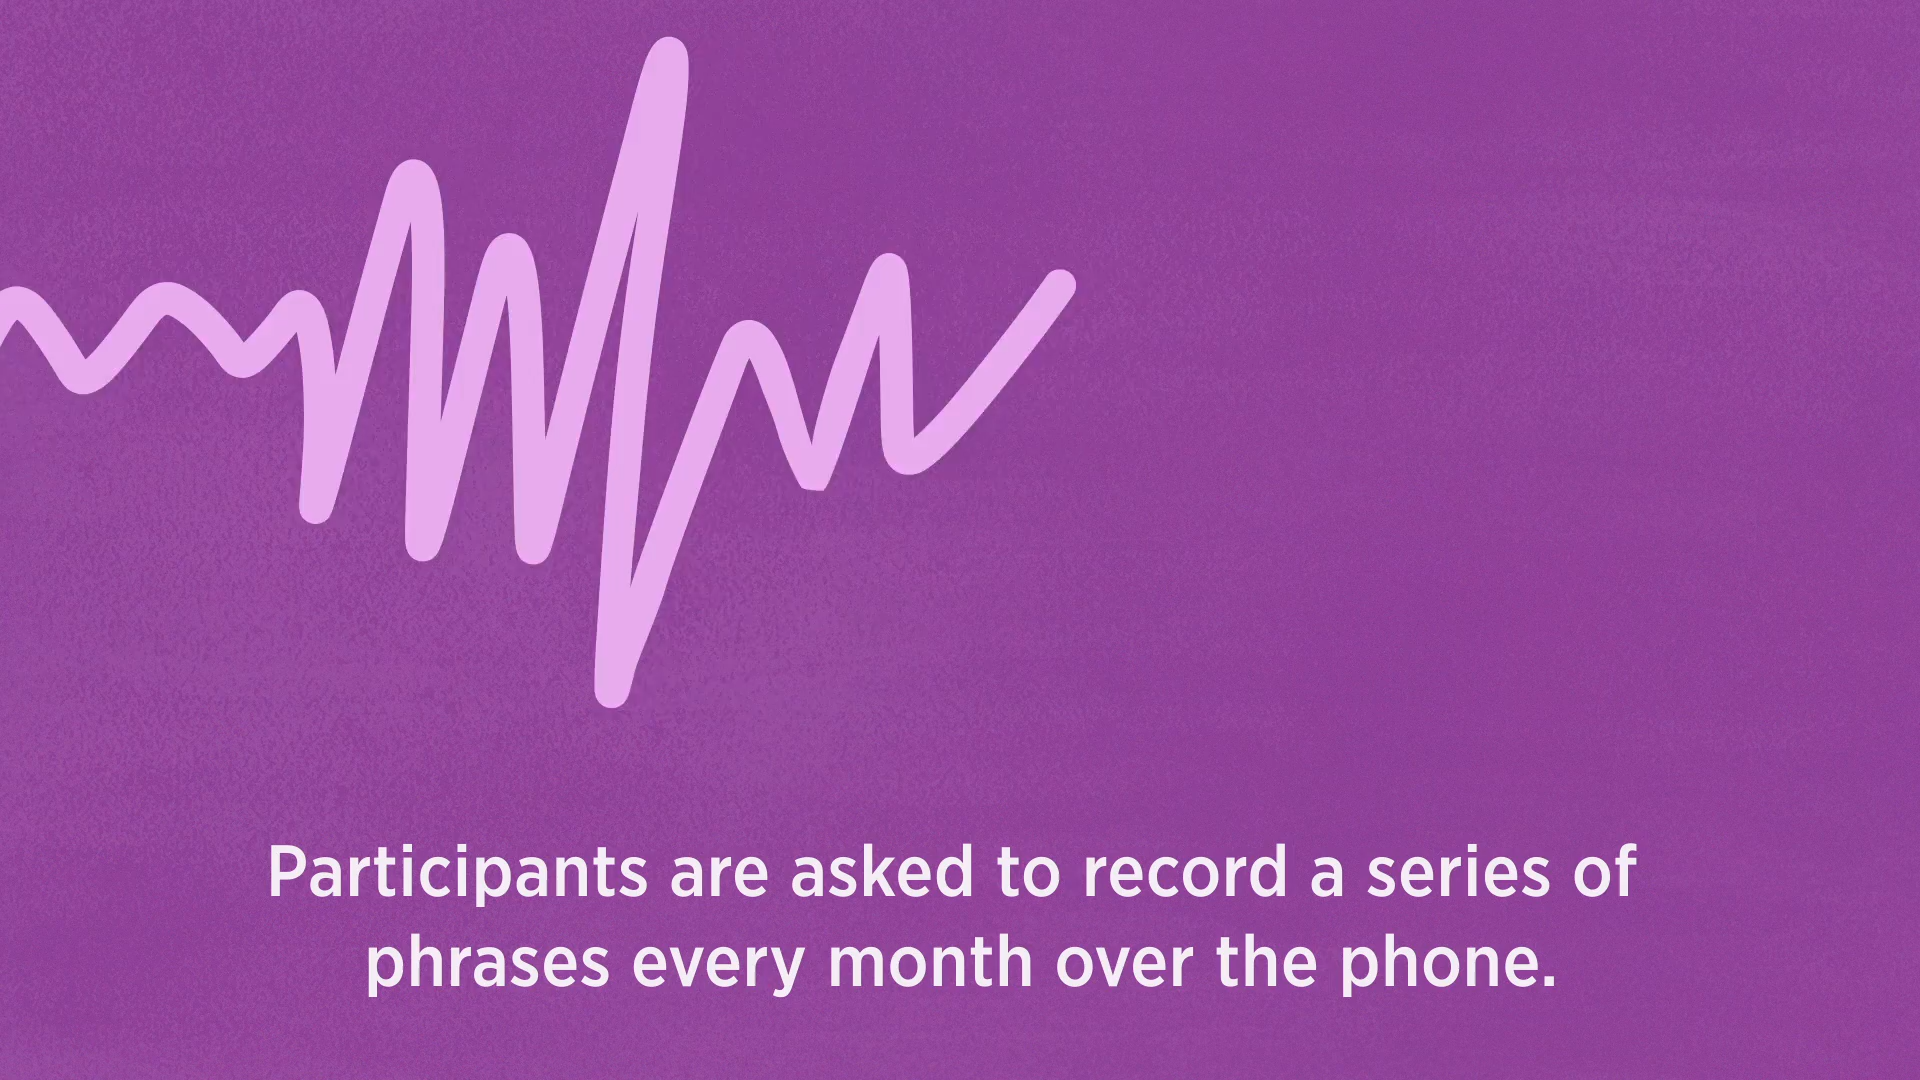 Participants are asked to record a series of
phrases every month over the phone.